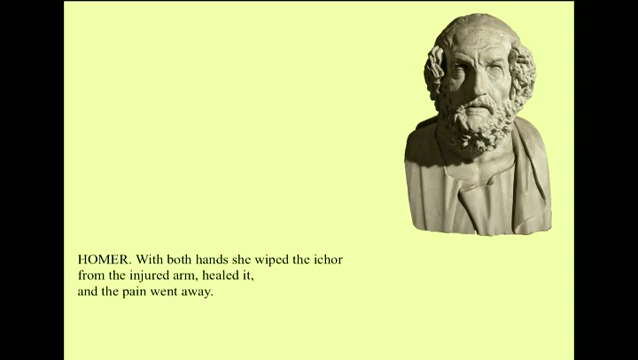 HOMER. With both hands she wiped the ichor
from the injured arm, healed it,
and the pain went away.